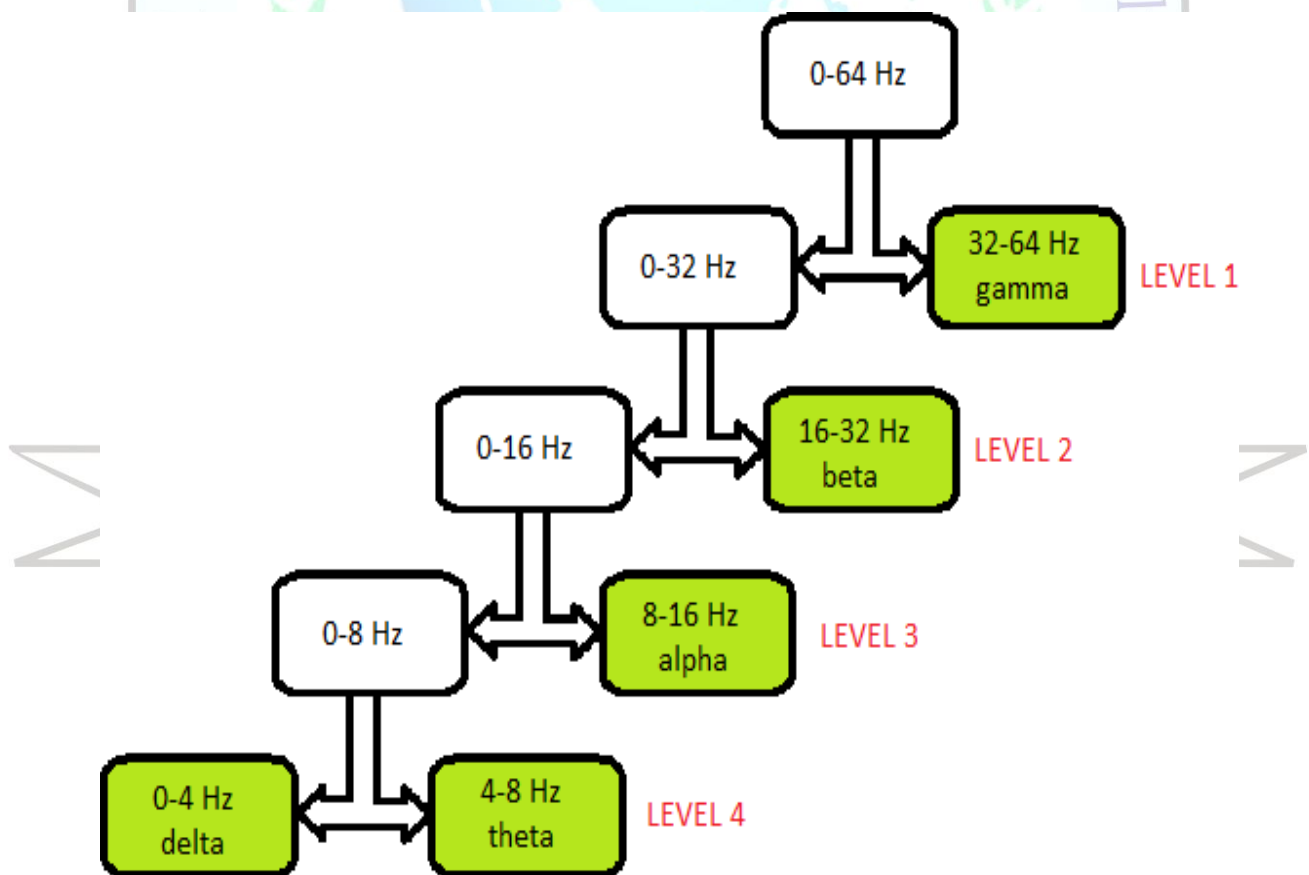 0-64 Hz
0-32 Hz
32-64 Hz
gamma
LEVEL 1
0-16 Hz
16-32 Hz
beta
LEVEL 2
0-8 Hz
8-16 Hz
alpha
LEVEL 3
0-4 Hz
delta
4-8 Hz
theta
LEVEL 4